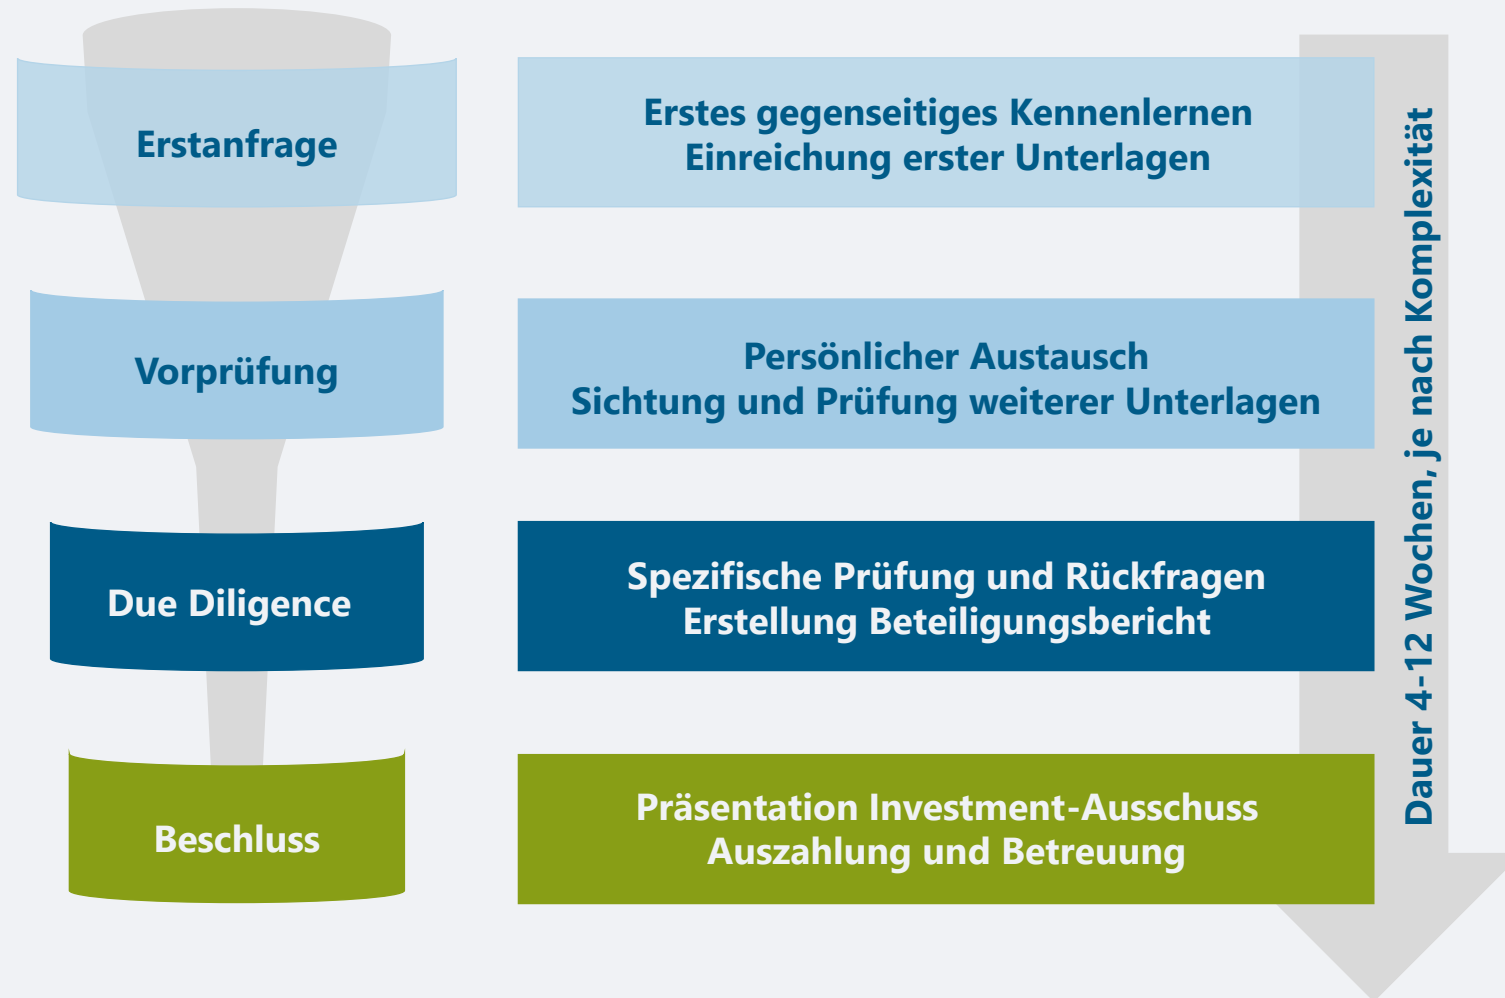 Erstanfrage
Erstes gegenseitiges Kennenlernen
Einreichung erster Unterlagen
Vorprüfung
Persönlicher Austausch
Sichtung und Prüfung weiterer Unterlagen
Due Diligence
Spezifische Prüfung und Rückfragen
Erstellung Beteiligungsbericht
Beschluss
Präsentation Investment-Ausschuss
Auszahlung und Betreuung
Dauer 4-12 Wochen, je nach Komplexität